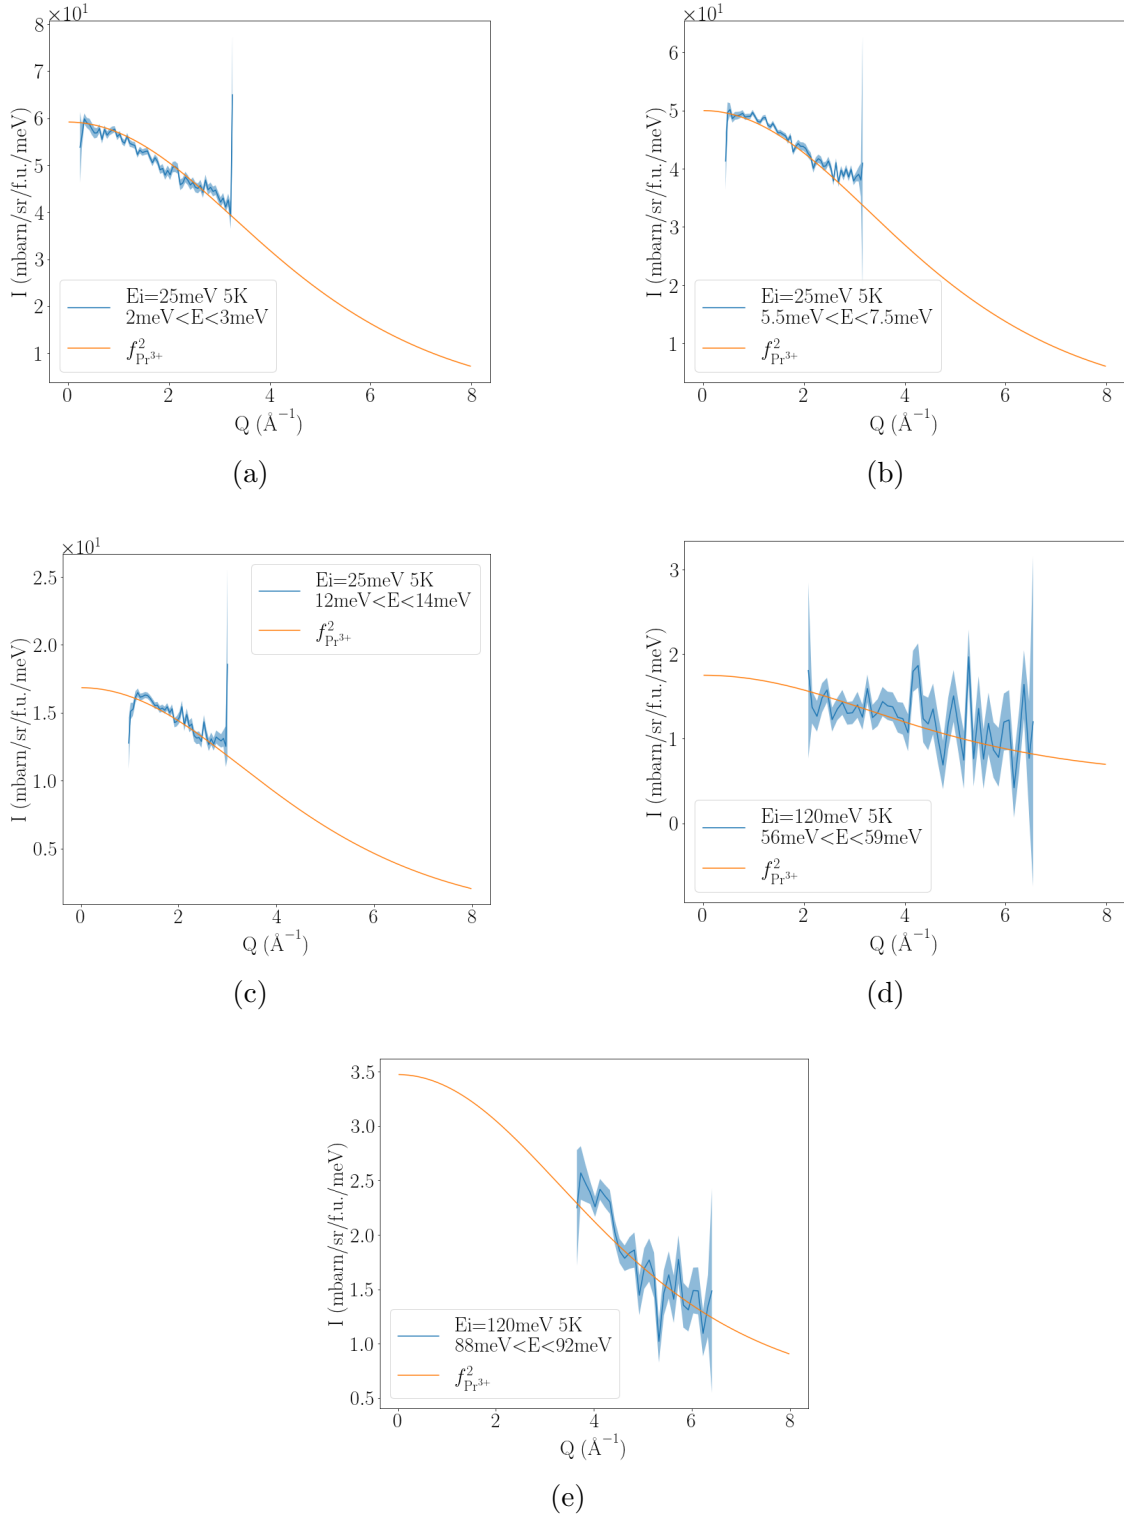 ×10¹
8
7
6
5
4
3
2
1
I (mbarn/sr/f.u./meV)
Ei=25meV 5K
2meV<E<3meV
f²Pr³⁺
0 2 4 6 8
Q (Å⁻¹)
(a)
×10¹
6
5
4
3
2
1
I (mbarn/sr/f.u./meV)
Ei=25meV 5K
5.5meV<E<7.5meV
f²Pr³⁺
0 2 4 6 8
Q (Å⁻¹)
(b)
×10¹
2.5
2.0
1.5
1.0
0.5
I (mbarn/sr/f.u./meV)
Ei=25meV 5K
12meV<E<14meV
f²Pr³⁺
0 2 4 6 8
Q (Å⁻¹)
(c)
3
2
1
0
I (mbarn/sr/f.u./meV)
Ei=120meV 5K
56meV<E<59meV
f²Pr³⁺
0 2 4 6 8
Q (Å⁻¹)
(d)
3.5
3.0
2.5
2.0
1.5
1.0
0.5
I (mbarn/sr/f.u./meV)
Ei=120meV 5K
88meV<E<92meV
f²Pr³⁺
0 2 4 6 8
Q (Å⁻¹)
(e)